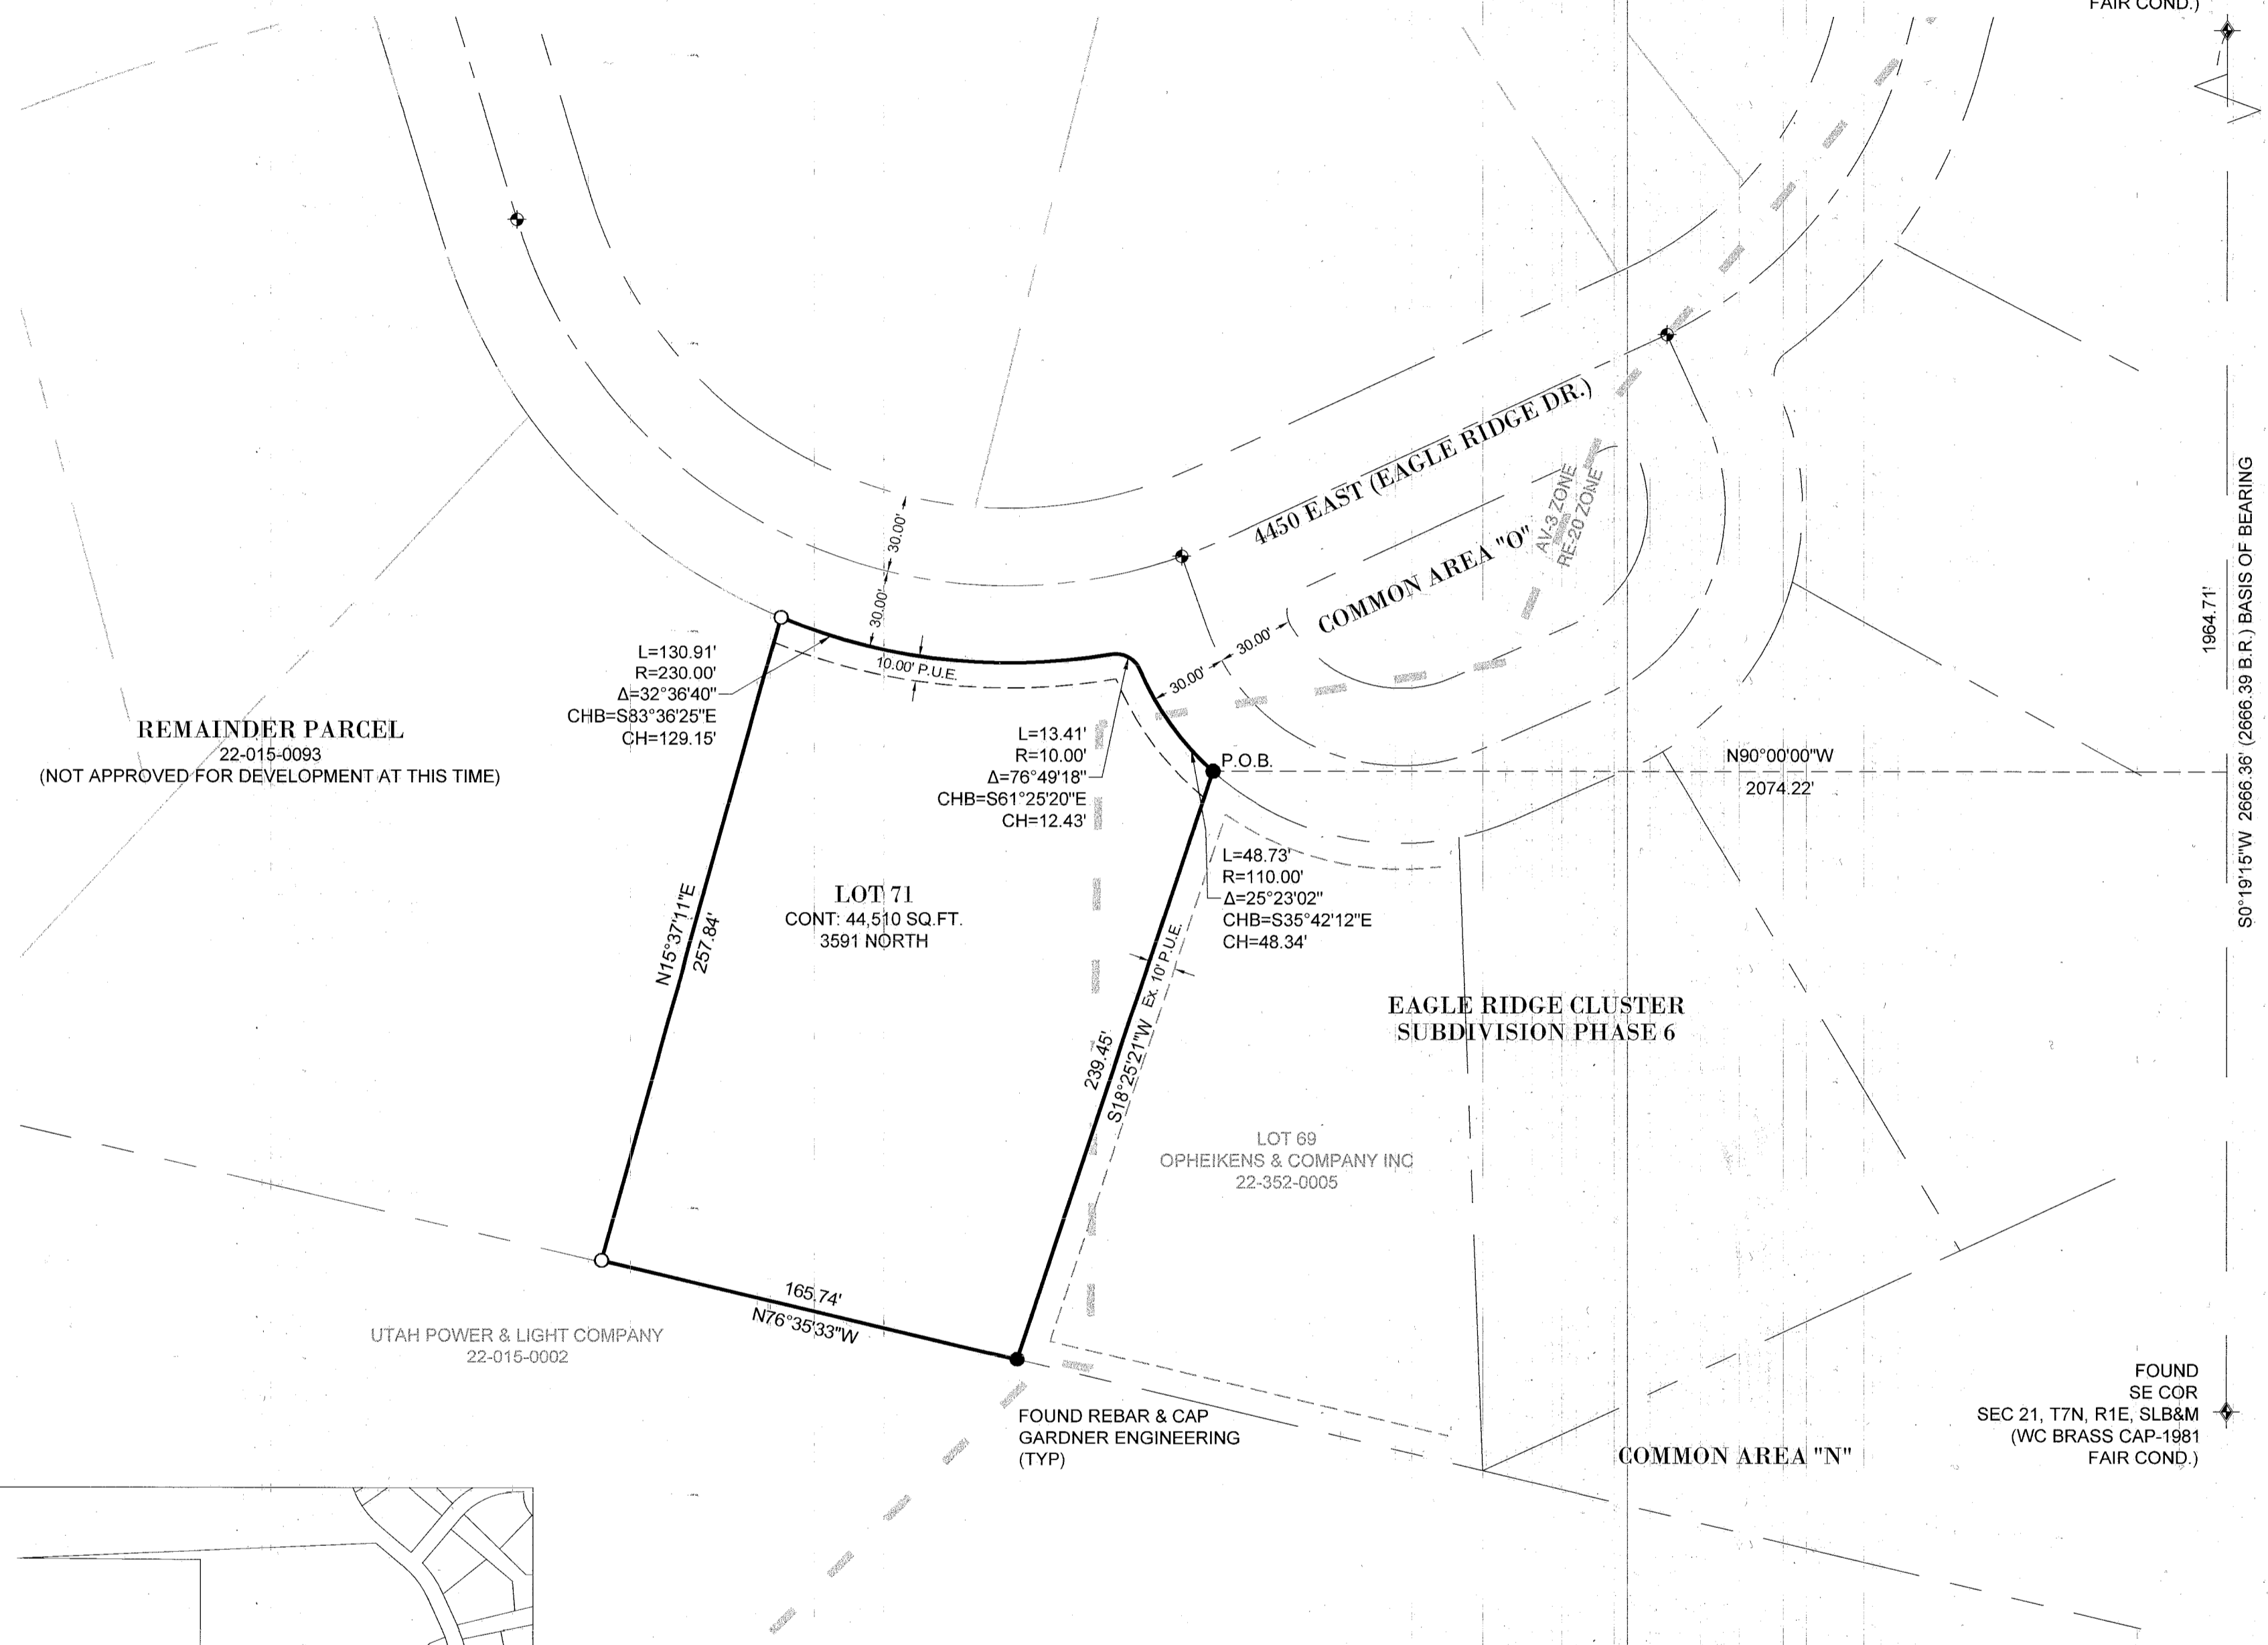 FAIR COND.)
4450 EAST (EAGLE RIDGE DR.)
COMMON AREA "O"
AV-3 ZONE
RE-20 ZONE
30.00'
30.00'
30.00'
30.00'
10.00' P.U.E.
L=130.91'
R=230.00'
Δ=32°36'40"
CHB=S83°36'25"E
CH=129.15'
REMAINDER PARCEL
22-015-0093
(NOT APPROVED FOR DEVELOPMENT AT THIS TIME)
L=13.41'
R=10.00'
Δ=76°49'18"
CHB=S61°25'20"E
CH=12.43'
P.O.B.
N90°00'00"W
2074.22'
1964.71'
S0°19'15"W 2666.36' (2666.39 B.R.) BASIS OF BEARING
L=48.73'
R=110.00'
Δ=25°23'02"
CHB=S35°42'12"E
CH=48.34'
LOT 71
CONT: 44,510 SQ.FT.
3591 NORTH
N15°37'11"E
257.84'
239.45'
S18°25'21"W
Ex. 10' P.U.E.
EAGLE RIDGE CLUSTER
SUBDIVISION PHASE 6
LOT 69
OPHEIKENS & COMPANY INC
22-352-0005
165.74'
N76°35'33"W
UTAH POWER & LIGHT COMPANY
22-015-0002
FOUND REBAR & CAP
GARDNER ENGINEERING
(TYP)
COMMON AREA "N"
FOUND
SE COR
SEC 21, T7N, R1E, SLB&M
(WC BRASS CAP-1981
FAIR COND.)